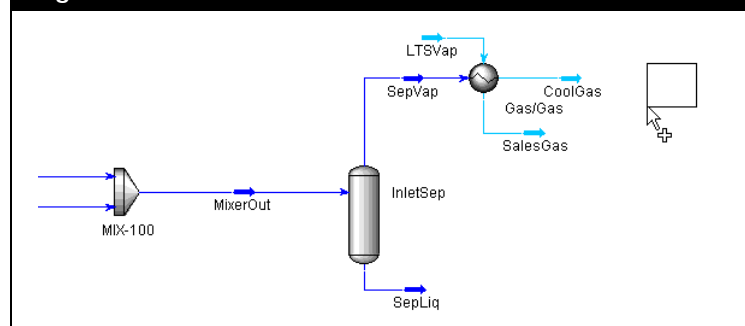 LTSVap
SepVap
CoolGas
Gas/Gas
SalesGas
InletSep
MixerOut
MIX-100
SepLiq